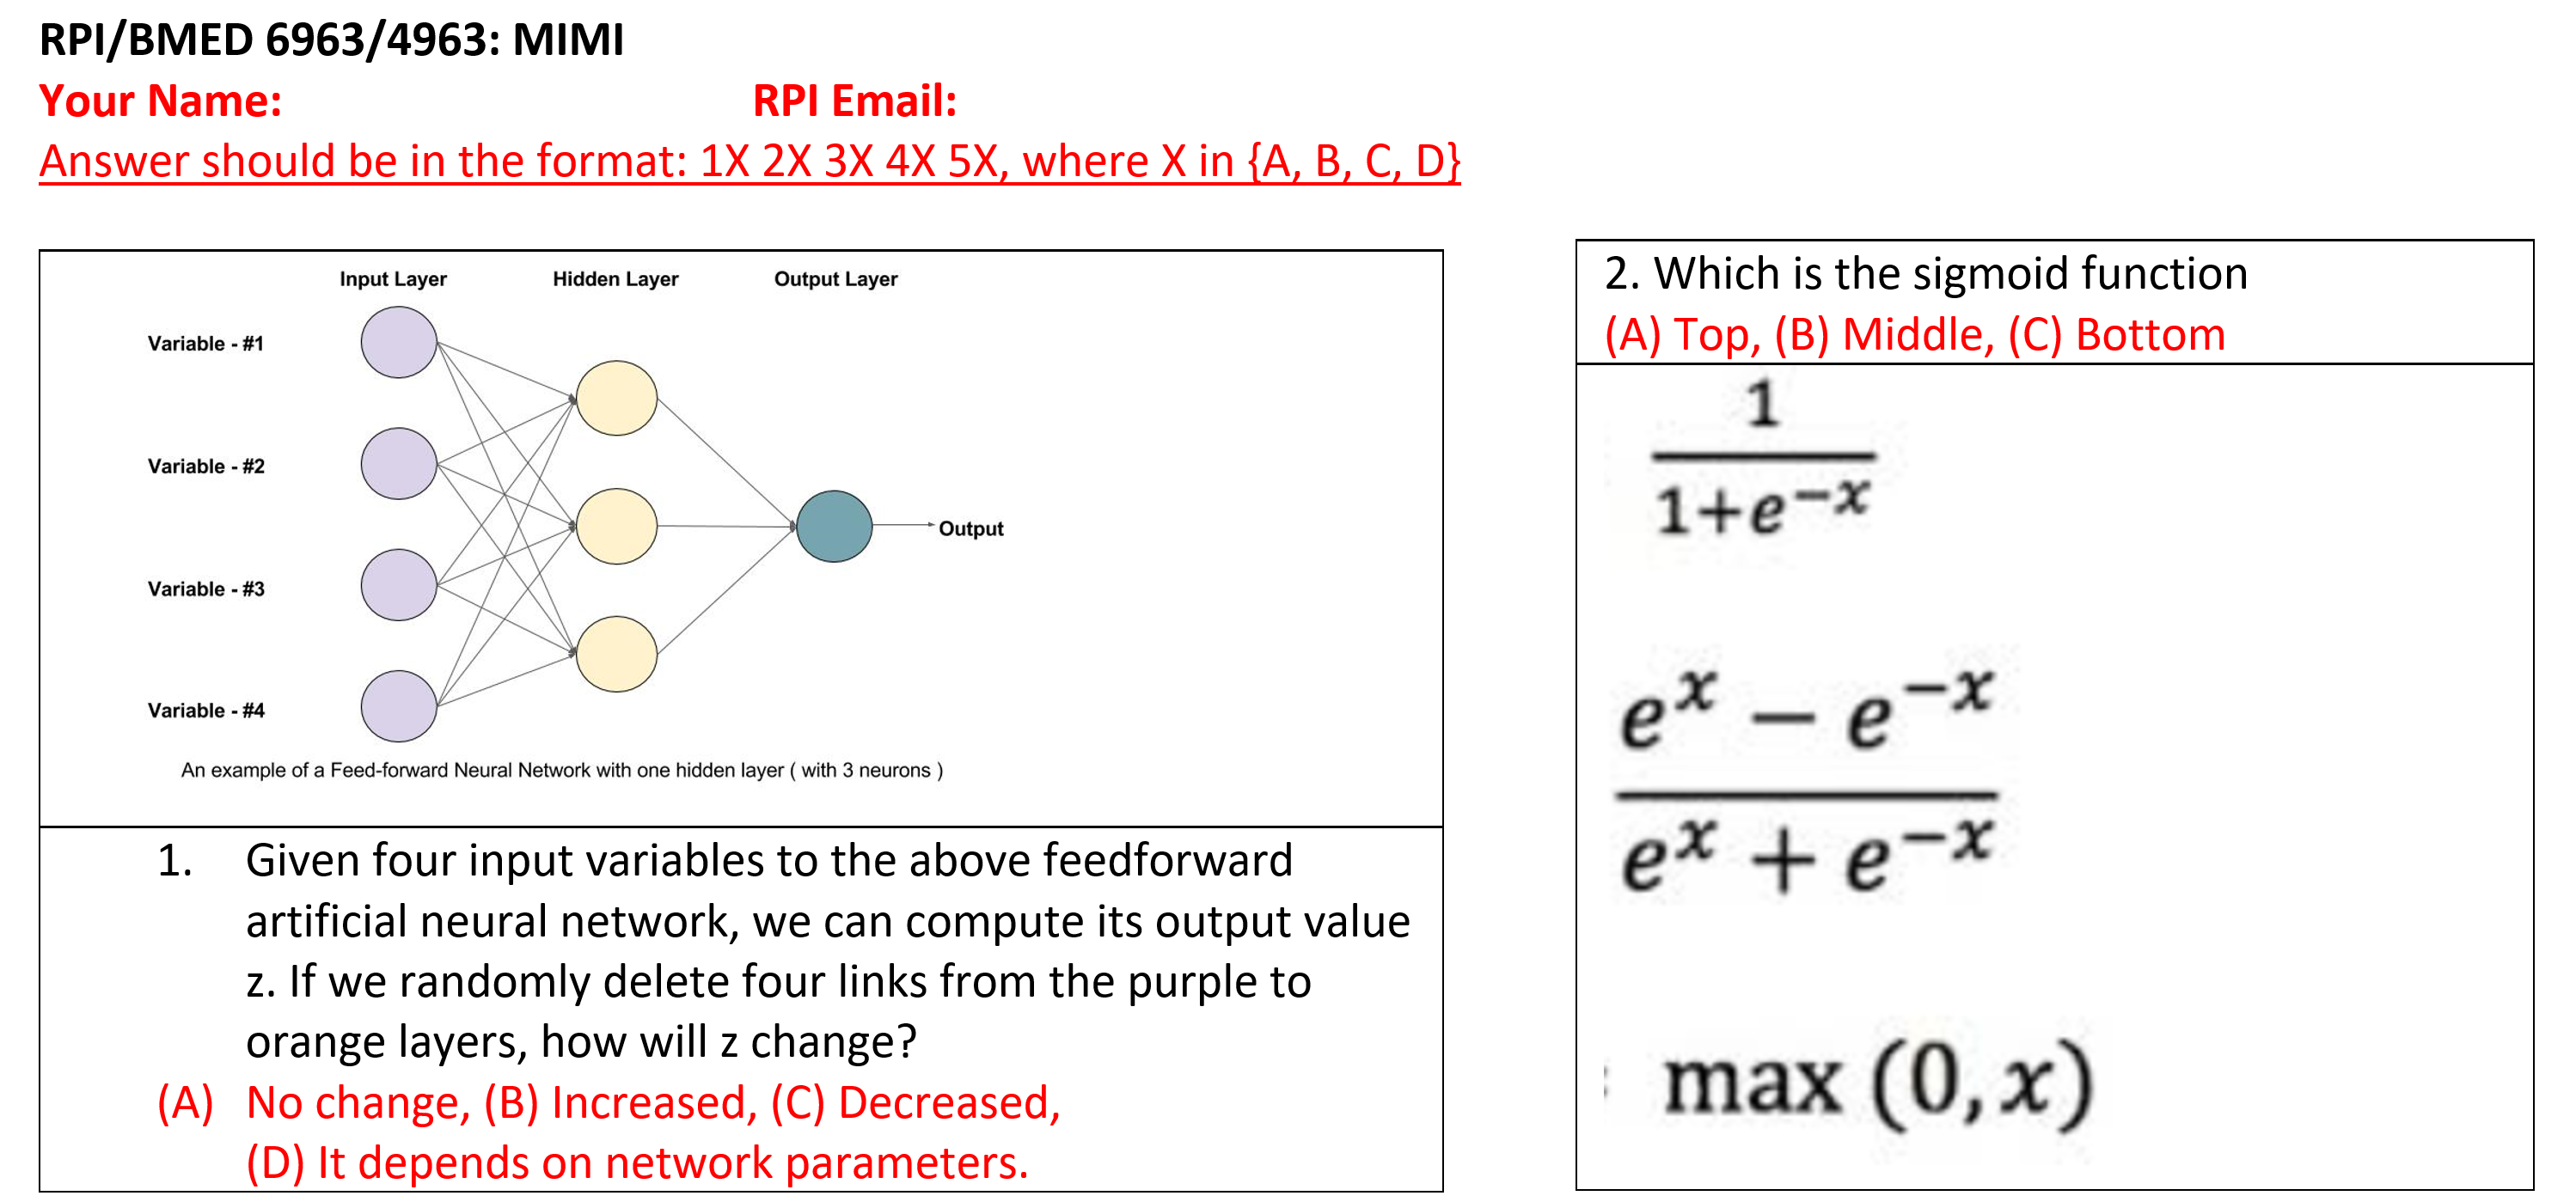 RPI/BMED 6963/4963: MIMI
Your Name: RPI Email:
Answer should be in the format: 1X 2X 3X 4X 5X, where X in {A, B, C, D}
Input Layer Hidden Layer Output Layer
Variable - #1
Variable - #2
Variable - #3
Variable - #4
Output
An example of a Feed-forward Neural Network with one hidden layer ( with 3 neurons )
1. Given four input variables to the above feedforward
artificial neural network, we can compute its output value
z. If we randomly delete four links from the purple to
orange layers, how will z change?
(A) No change, (B) Increased, (C) Decreased,
(D) It depends on network parameters.
2. Which is the sigmoid function
(A) Top, (B) Middle, (C) Bottom
1
1+e^{-x}
e^x − e^{-x}
e^x + e^{-x}
max (0, x)